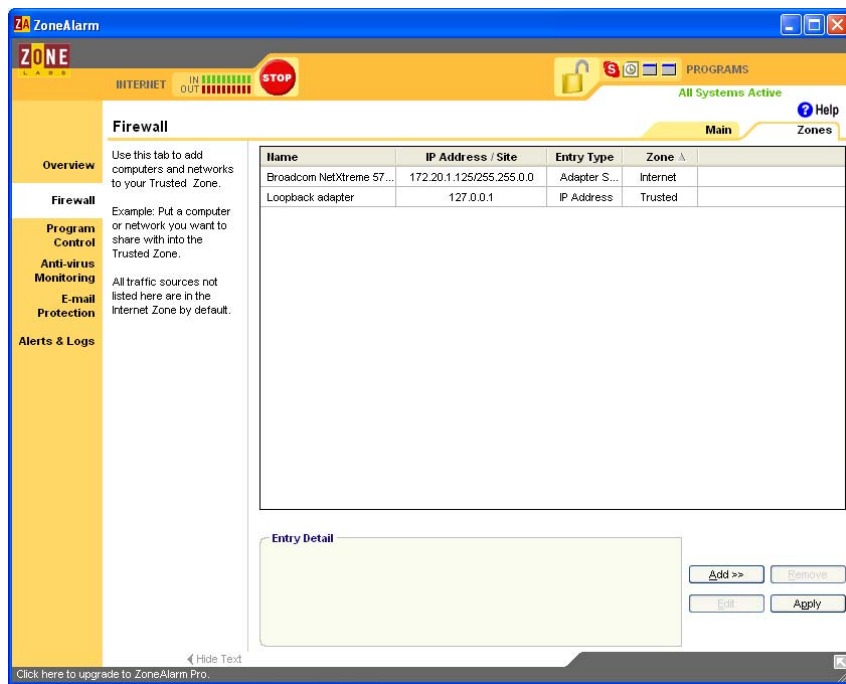 ZA ZoneAlarm
ZONE
LABS
INTERNET
IN
OUT
STOP
S
PROGRAMS
All Systems Active
? Help
Firewall
Main
Zones
Overview
Firewall
Program
Control
Anti-virus
Monitoring
E-mail
Protection
Alerts & Logs
Use this tab to add
computers and networks
to your Trusted Zone.
Example: Put a computer
or network you want to
share with into the
Trusted Zone.
All traffic sources not
listed here are in the
Internet Zone by default.
Name IP Address / Site Entry Type Zone
Broadcom NetXtreme 57... 172.20.1.125/255.255.0.0 Adapter S... Internet
Loopback adapter 127.0.0.1 IP Address Trusted
Entry Detail
Add >> Remove
Edit Apply
Hide Text
Click here to upgrade to ZoneAlarm Pro.